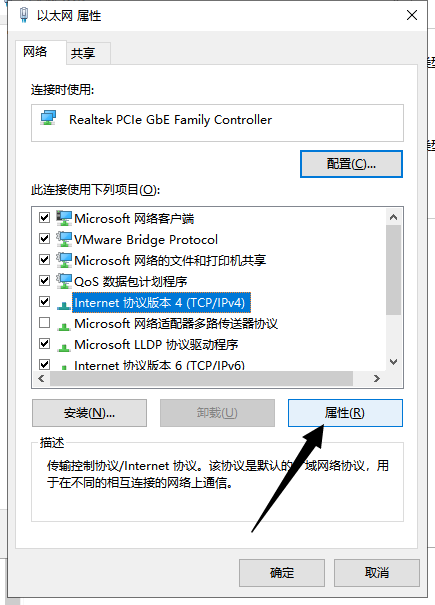 以太网 属性
网络
共享
连接时使用:
Realtek PCIe GbE Family Controller
配置(C)...
此连接使用下列项目(O):
Microsoft 网络客户端
VMware Bridge Protocol
Microsoft 网络的文件和打印机共享
QoS 数据包计划程序
Internet 协议版本 4 (TCP/IPv4)
Microsoft 网络适配器多路传送器协议
Microsoft LLDP 协议驱动程序
Internet 协议版本 6 (TCP/IPv6)
安装(N)...
卸载(U)
属性(R)
描述
传输控制协议/Internet 协议。该协议是默认的 域网络协议，用
于在不同的相互连接的网络上通信。
确定
取消